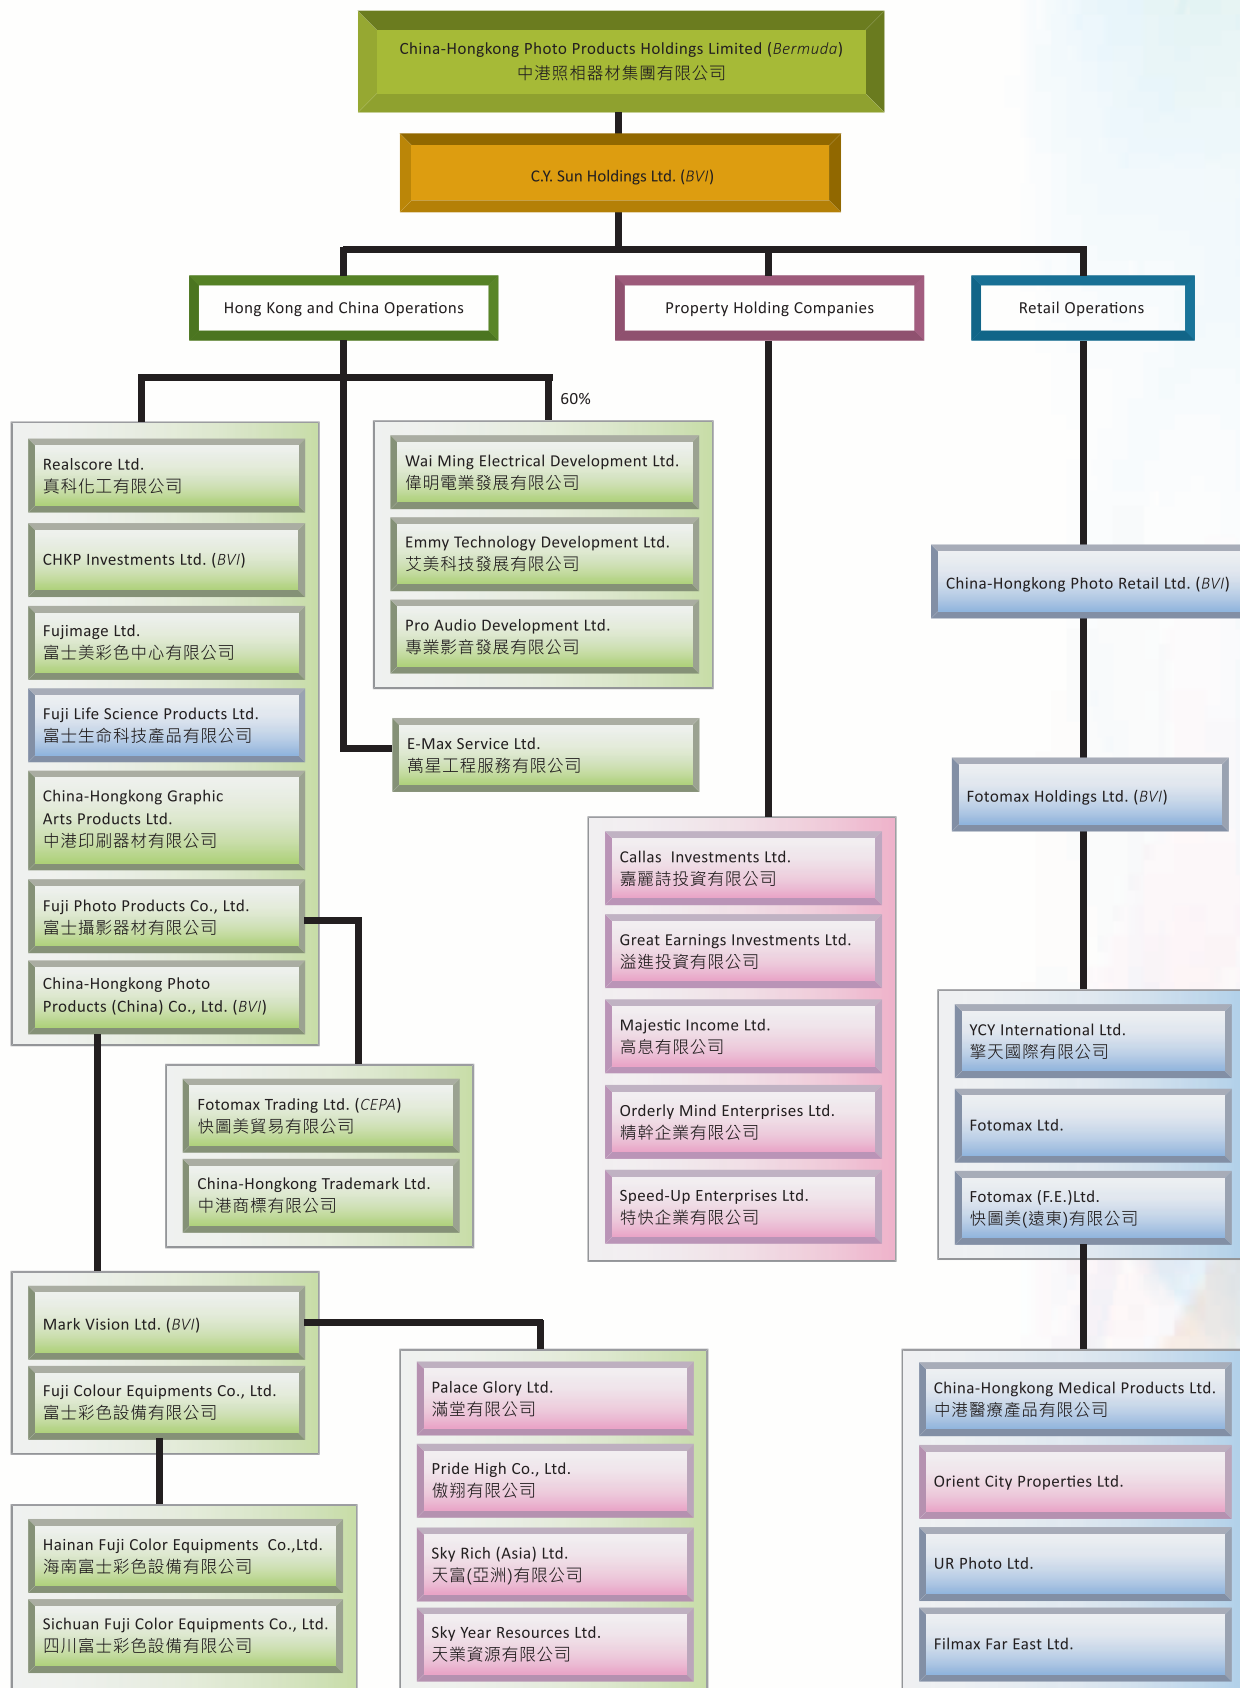 China-Hongkong Photo Products Holdings Limited (Bermuda)
中港照相器材集團有限公司
C.Y. Sun Holdings Ltd. (BVI)
Hong Kong and China Operations
Property Holding Companies
Retail Operations
60%
Realscore Ltd.
真科化工有限公司
CHKP Investments Ltd. (BVI)
Fujimage Ltd.
富士美彩色中心有限公司
Fuji Life Science Products Ltd.
富士生命科技產品有限公司
China-Hongkong Graphic
Arts Products Ltd.
中港印刷器材有限公司
Fuji Photo Products Co., Ltd.
富士攝影器材有限公司
China-Hongkong Photo
Products (China) Co., Ltd. (BVI)
Wai Ming Electrical Development Ltd.
偉明電業發展有限公司
Emmy Technology Development Ltd.
艾美科技發展有限公司
Pro Audio Development Ltd.
專業影音發展有限公司
E-Max Service Ltd.
萬星工程服務有限公司
Fotomax Trading Ltd. (CEPA)
快圖美貿易有限公司
China-Hongkong Trademark Ltd.
中港商標有限公司
Mark Vision Ltd. (BVI)
Fuji Colour Equipments Co., Ltd.
富士彩色設備有限公司
Hainan Fuji Color Equipments Co.,Ltd.
海南富士彩色設備有限公司
Sichuan Fuji Color Equipments Co., Ltd.
四川富士彩色設備有限公司
Palace Glory Ltd.
滿堂有限公司
Pride High Co., Ltd.
傲翔有限公司
Sky Rich (Asia) Ltd.
天富(亞洲)有限公司
Sky Year Resources Ltd.
天業資源有限公司
Callas Investments Ltd.
嘉麗詩投資有限公司
Great Earnings Investments Ltd.
溢進投資有限公司
Majestic Income Ltd.
高息有限公司
Orderly Mind Enterprises Ltd.
精幹企業有限公司
Speed-Up Enterprises Ltd.
特快企業有限公司
China-Hongkong Photo Retail Ltd. (BVI)
Fotomax Holdings Ltd. (BVI)
YCY International Ltd.
擎天國際有限公司
Fotomax Ltd.
Fotomax (F.E.)Ltd.
快圖美(遠東)有限公司
China-Hongkong Medical Products Ltd.
中港醫療產品有限公司
Orient City Properties Ltd.
UR Photo Ltd.
Filmax Far East Ltd.